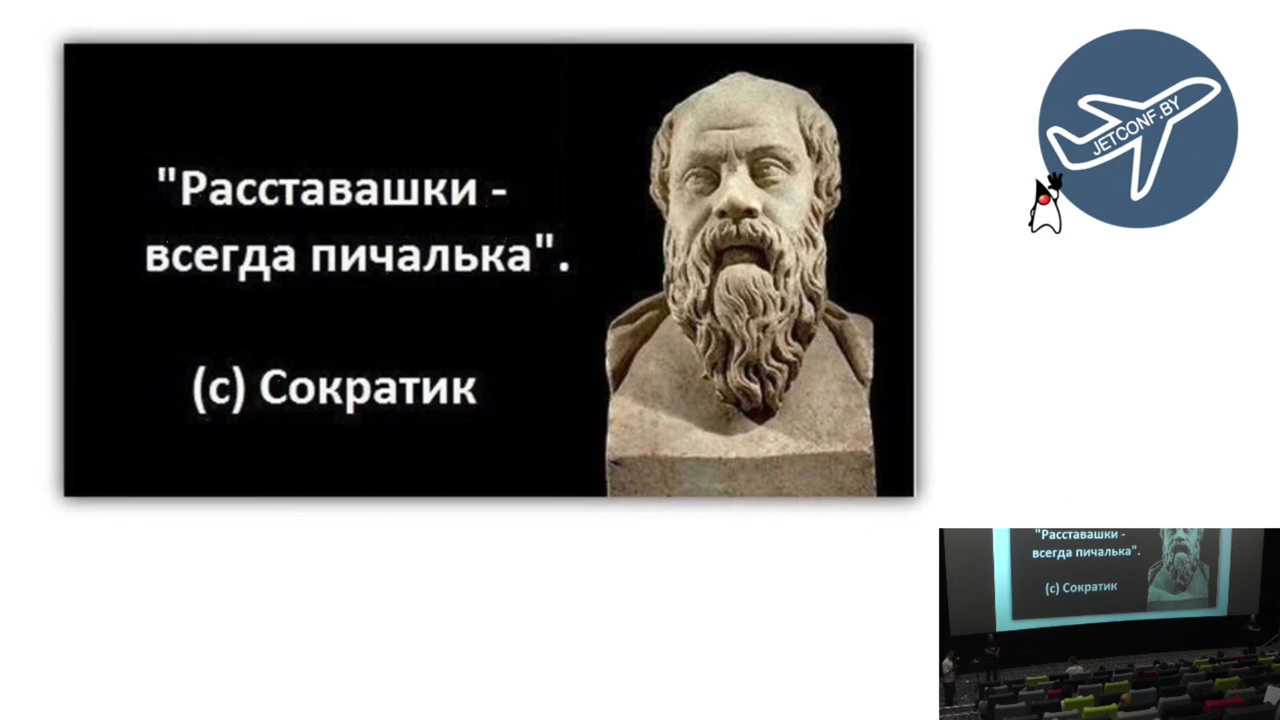 "Расставашки -
всегда пичалька".
(с) Сократик
JETCONF.BY
"Расставашки -
всегда пичалька".
(с) Сократик